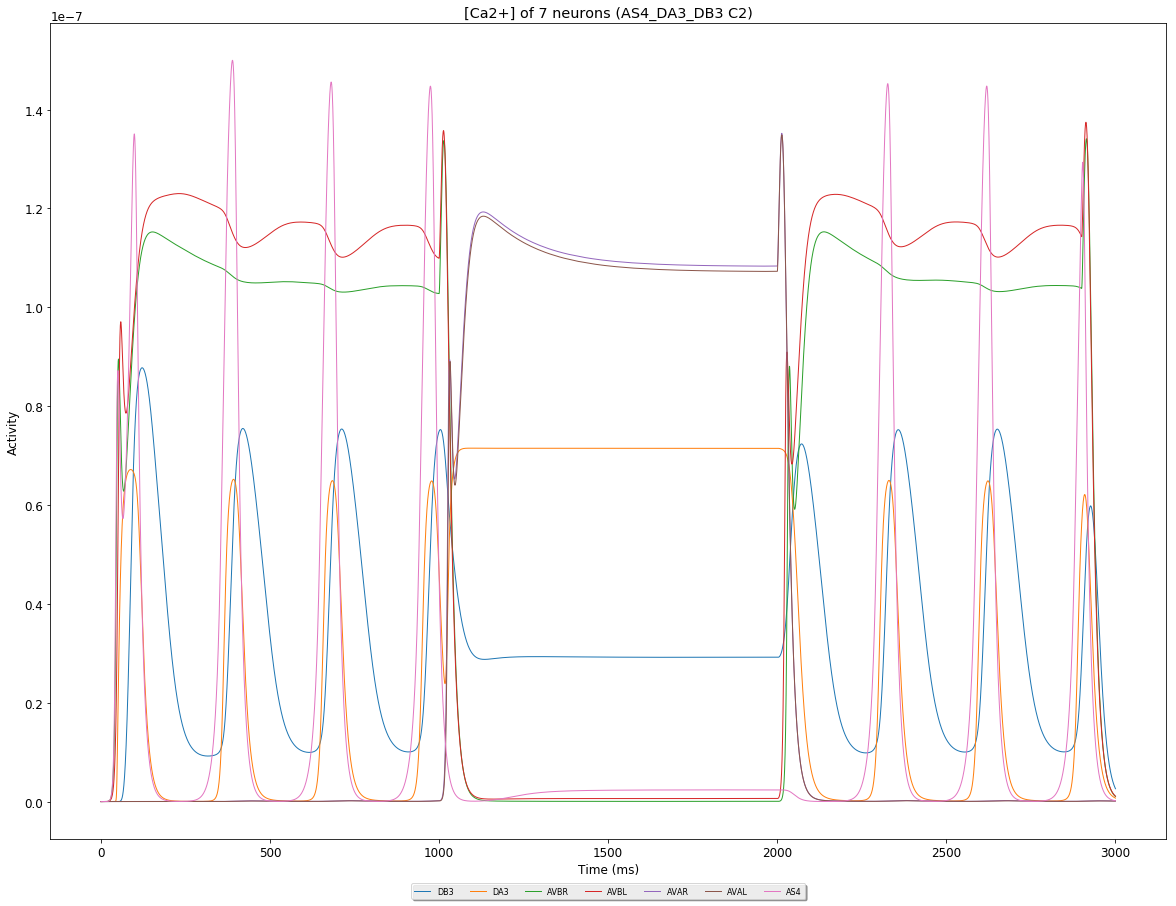 [Ca2+] of 7 neurons (AS4_DA3_DB3 C2)
1e−7
1.4
1.2
1.0
0.8
0.6
0.4
0.2
0.0
Activity
0 500 1000 1500 2000 2500 3000
Time (ms)
DB3 DA3 AVBR AVBL AVAR AVAL AS4